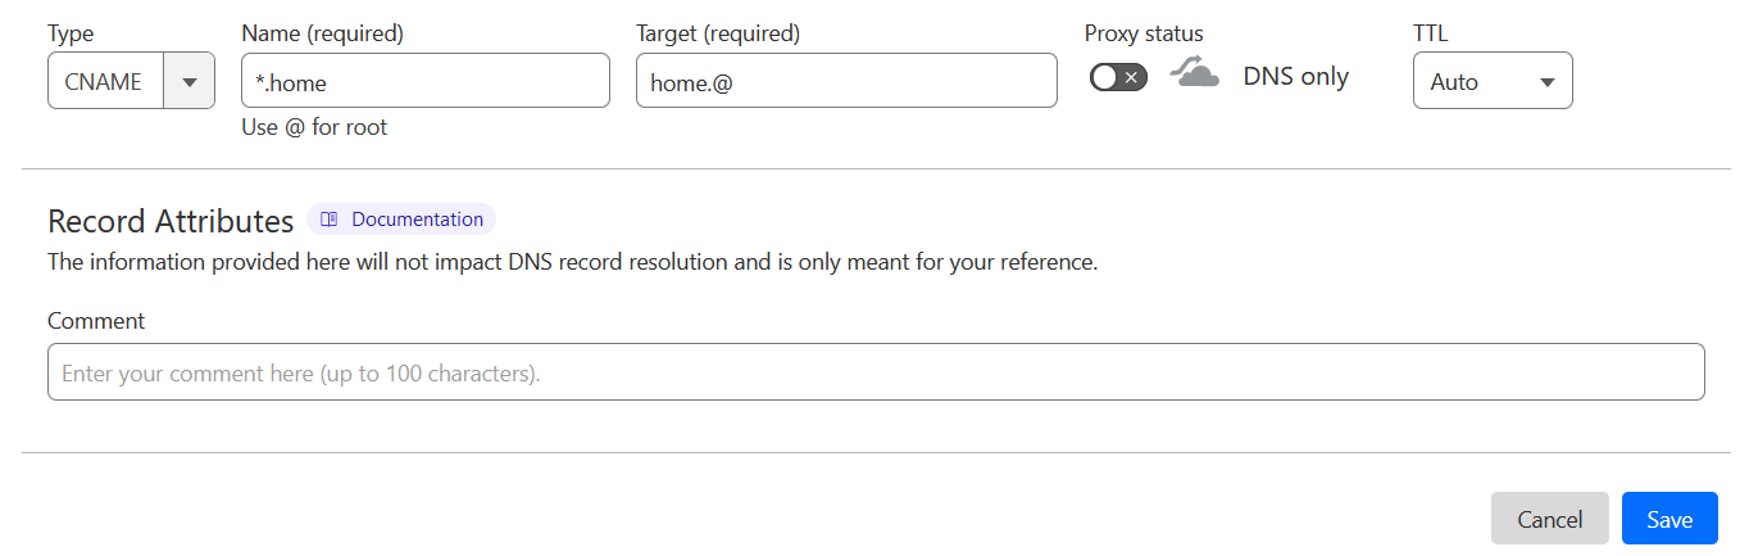 Type Name (required) Target (required) Proxy status TTL
CNAME *.home home.@ DNS only Auto
Use @ for root
Record Attributes Documentation
The information provided here will not impact DNS record resolution and is only meant for your reference.
Comment
Enter your comment here (up to 100 characters).
Cancel Save